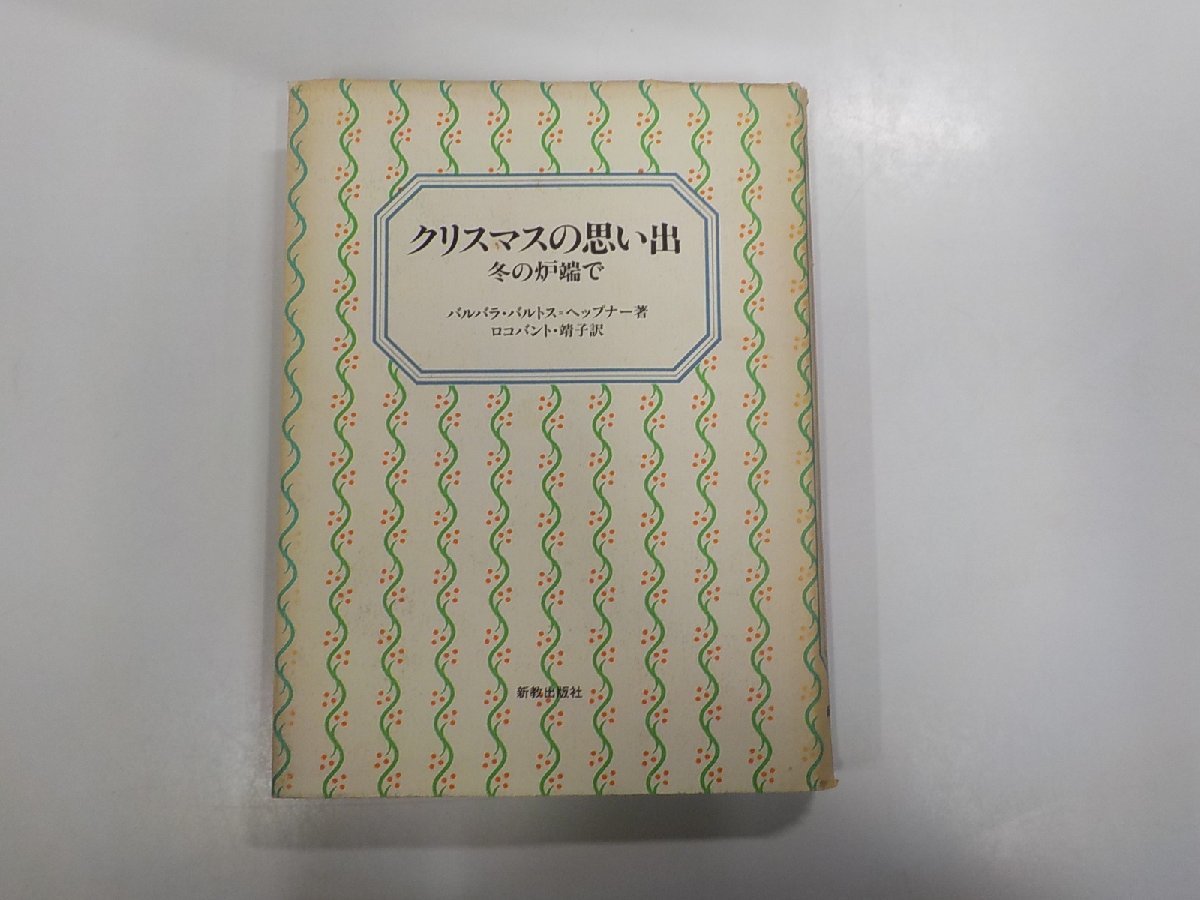 クリスマスの思い出
冬の炉端で
バルバラ・バルトス=ヘップナー著
ロコバント・靖子訳
新教出版社